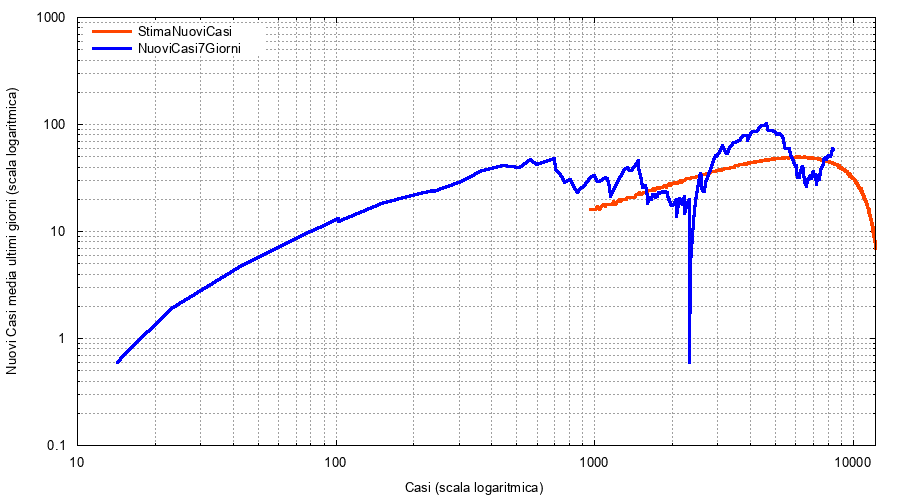 1000
100
10
1
0.1
Nuovi Casi media ultimi giorni (scala logaritmica)
StimaNuoviCasi
NuoviCasi7Giorni
10
100
1000
10000
Casi (scala logaritmica)